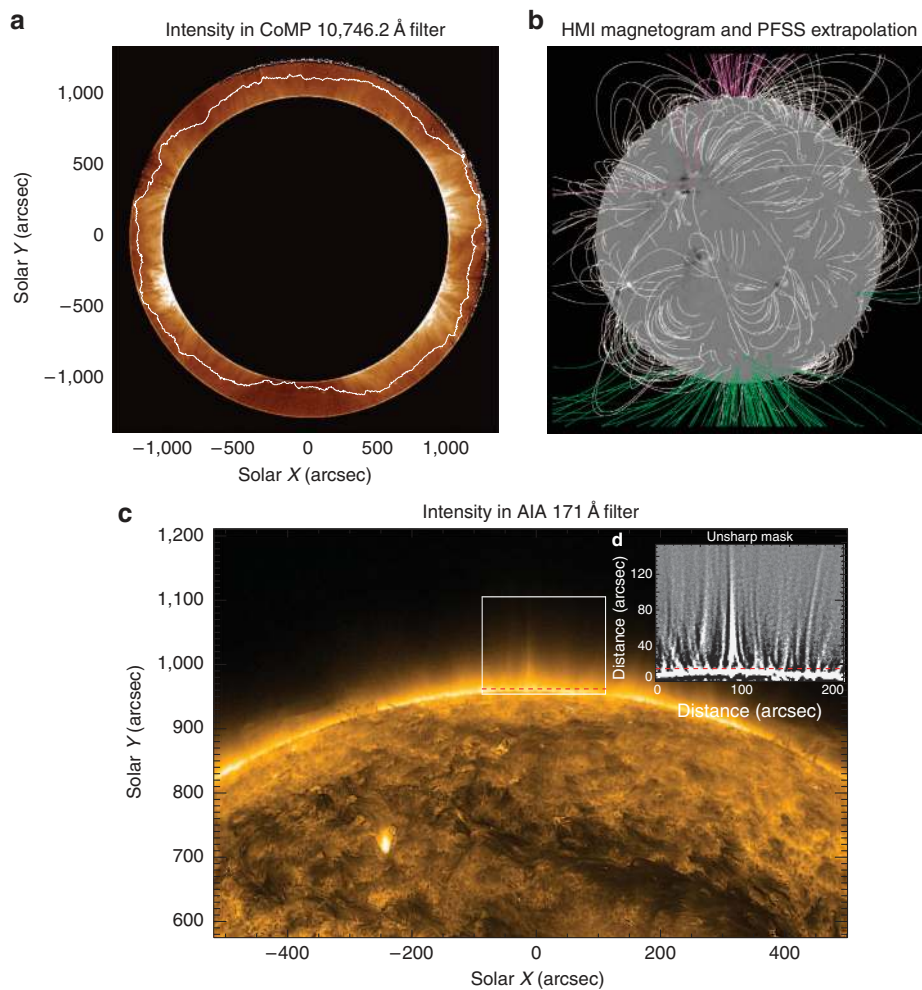 a
Intensity in CoMP 10,746.2 Å filter
1,000
500
0
−500
−1,000
Solar Y (arcsec)
−1,000 −500 0 500 1,000
Solar X (arcsec)
b
HMI magnetogram and PFSS extrapolation
c
Intensity in AIA 171 Å filter
1,200
1,100
1,000
900
800
700
600
Solar Y (arcsec)
−400 −200 0 200 400
Solar X (arcsec)
d
Unsharp mask
120
80
40
0
Distance (arcsec)
0 100 200
Distance (arcsec)